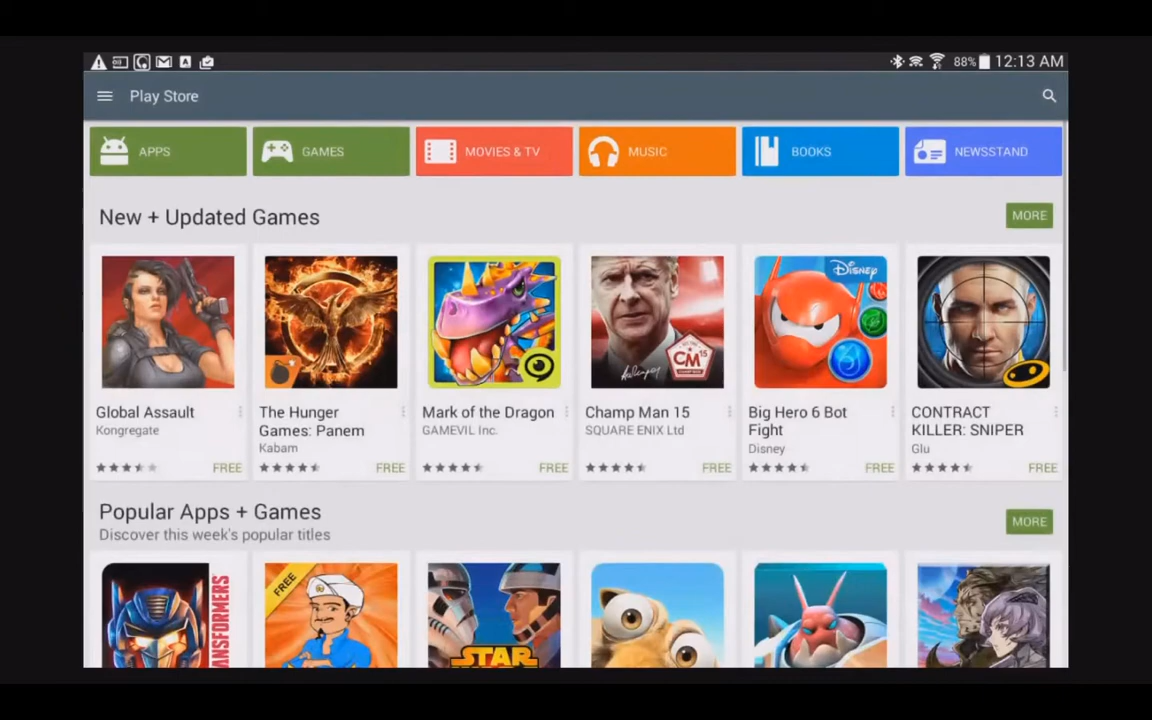 88% 12:13 AM
Play Store
APPS
GAMES
MOVIES & TV
MUSIC
BOOKS
NEWSSTAND
New + Updated Games
MORE
CM15
DISNEY
Global Assault
Kongregate
FREE
The Hunger
Games: Panem
Kabam
FREE
Mark of the Dragon
GAMEVIL Inc.
FREE
Champ Man 15
SQUARE ENIX Ltd
FREE
Big Hero 6 Bot
Fight
Disney
FREE
CONTRACT
KILLER: SNIPER
Glu
FREE
Popular Apps + Games
MORE
Discover this week's popular titles
FREE
STAR